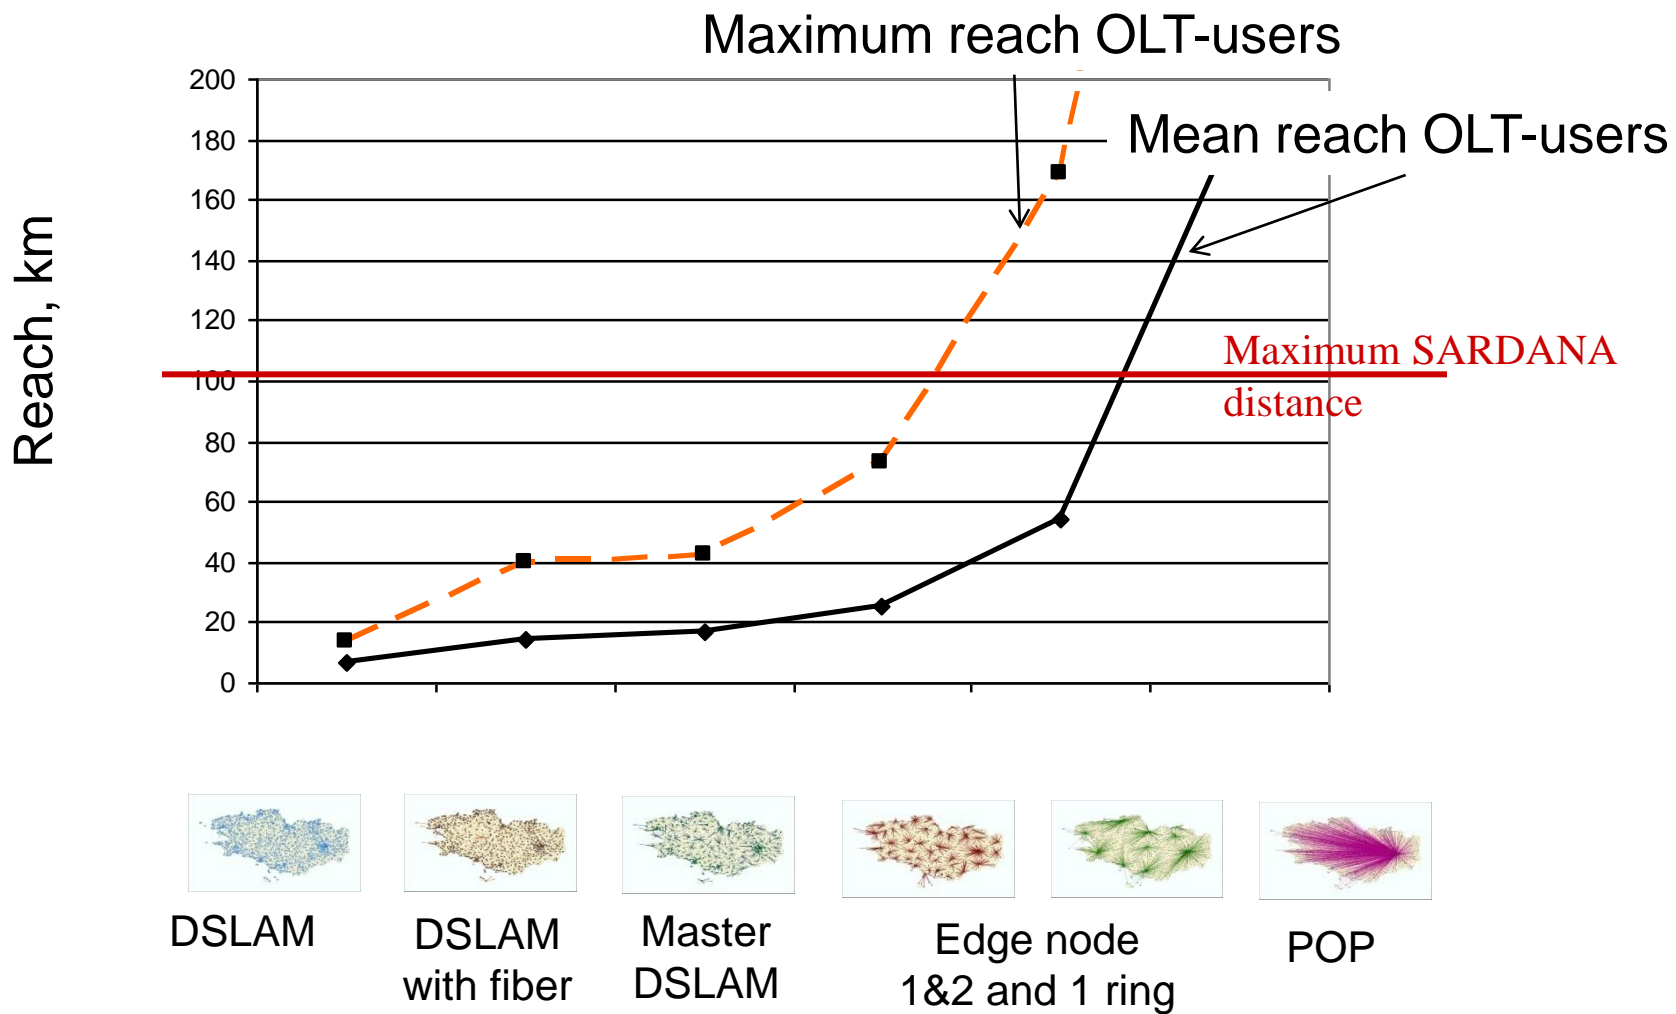 Maximum reach OLT-users
Mean reach OLT-users
Reach, km
200
180
160
140
120
100
80
60
40
20
0
Maximum SARDANA
distance
DSLAM
DSLAM
with fiber
Master
DSLAM
Edge node
1&2 and 1 ring
POP